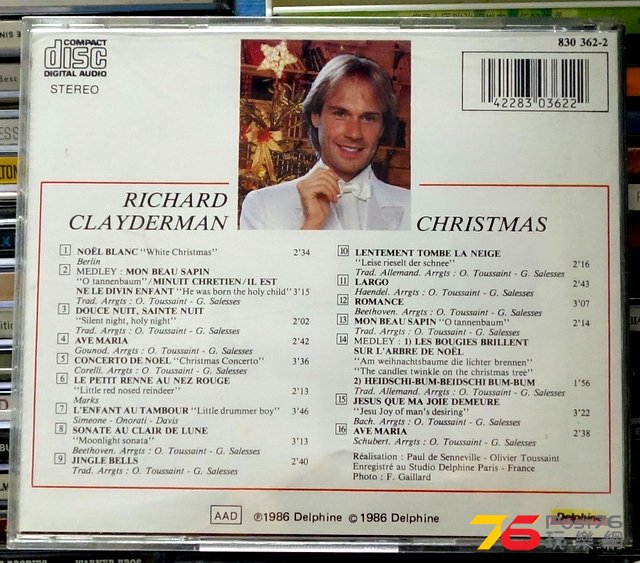 COMPACT
disc
DIGITAL AUDIO
STEREO
830 362-2
42283 03622
RICHARD
CLAYDERMAN
CHRISTMAS
1 NOËL BLANC "White Christmas" 2'34
Berlin
2 MEDLEY : MON BEAU SAPIN
"O tannenbaum"/MINUIT CHRETIEN/IL EST
NE LE DIVIN ENFANT "He was born the holy child" 3'15
Trad. Arrgts : O. Toussaint - G. Salesses
3 DOUCE NUIT, SAINTE NUIT
"Silent night, holy night" 2'02
Trad. Arrgts : O. Toussaint - G. Salesses
4 AVE MARIA 2'42
Gounod. Arrgts : O. Toussaint - G. Salesses
5 CONCERTO DE NOEL "Christmas Concerto" 3'36
Corelli. Arrgts : O. Toussaint - G. Salesses
6 LE PETIT RENNE AU NEZ ROUGE
"Little red nosed reindeer" 2'13
Marks
7 L'ENFANT AU TAMBOUR "Little drummer boy" 3'46
Simeone - Onorati - Davis
8 SONATE AU CLAIR DE LUNE
"Moonlight sonata" 3'13
Beethoven. Arrgts : O. Toussaint - G. Salesses
9 JINGLE BELLS 2'40
Trad. Arrgts : O. Toussaint - G. Salesses
10 LENTEMENT TOMBE LA NEIGE
"Leise rieselt der schnee" 2'16
Trad. Allemand. Arrgts : O. Toussaint - G. Salesses
11 LARGO 2'43
Haendel. Arrgts : O. Toussaint - G. Salesses
12 ROMANCE 3'07
Beethoven. Arrgts : O. Toussaint - G. Salesses
13 MON BEAU SAPIN "O tannenbaum" 2'14
Trad. Arrgts : O. Toussaint - G. Salesses
14 MEDLEY : 1) LES BOUGIES BRILLENT
SUR L'ARBRE DE NOËL
"Am weihnachtsbaume die lichter brennen"
"The candles twinkle on the christmas tree"
2) HEIDSCHI-BUM-BEIDSCHI BUM-BUM 1'56
Trad. Allemand. Arrgts : O. Toussaint - G. Salesses
15 JESUS QUE MA JOIE DEMEURE
"Jesu Joy of man's desiring" 3'22
Bach. Arrgts : O. Toussaint - G. Salesses
16 AVE MARIA 2'38
Schubert. Arrgts : O. Toussaint - G. Salesses
Réalisation : Paul de Senneville - Olivier Toussaint
Enregistré au Studio Delphine Paris - France
Photo : F. Gaillard
AAD
℗1986 Delphine ©1986 Delphine
Delphine
76 POST76
玩樂網
WARNER BROS